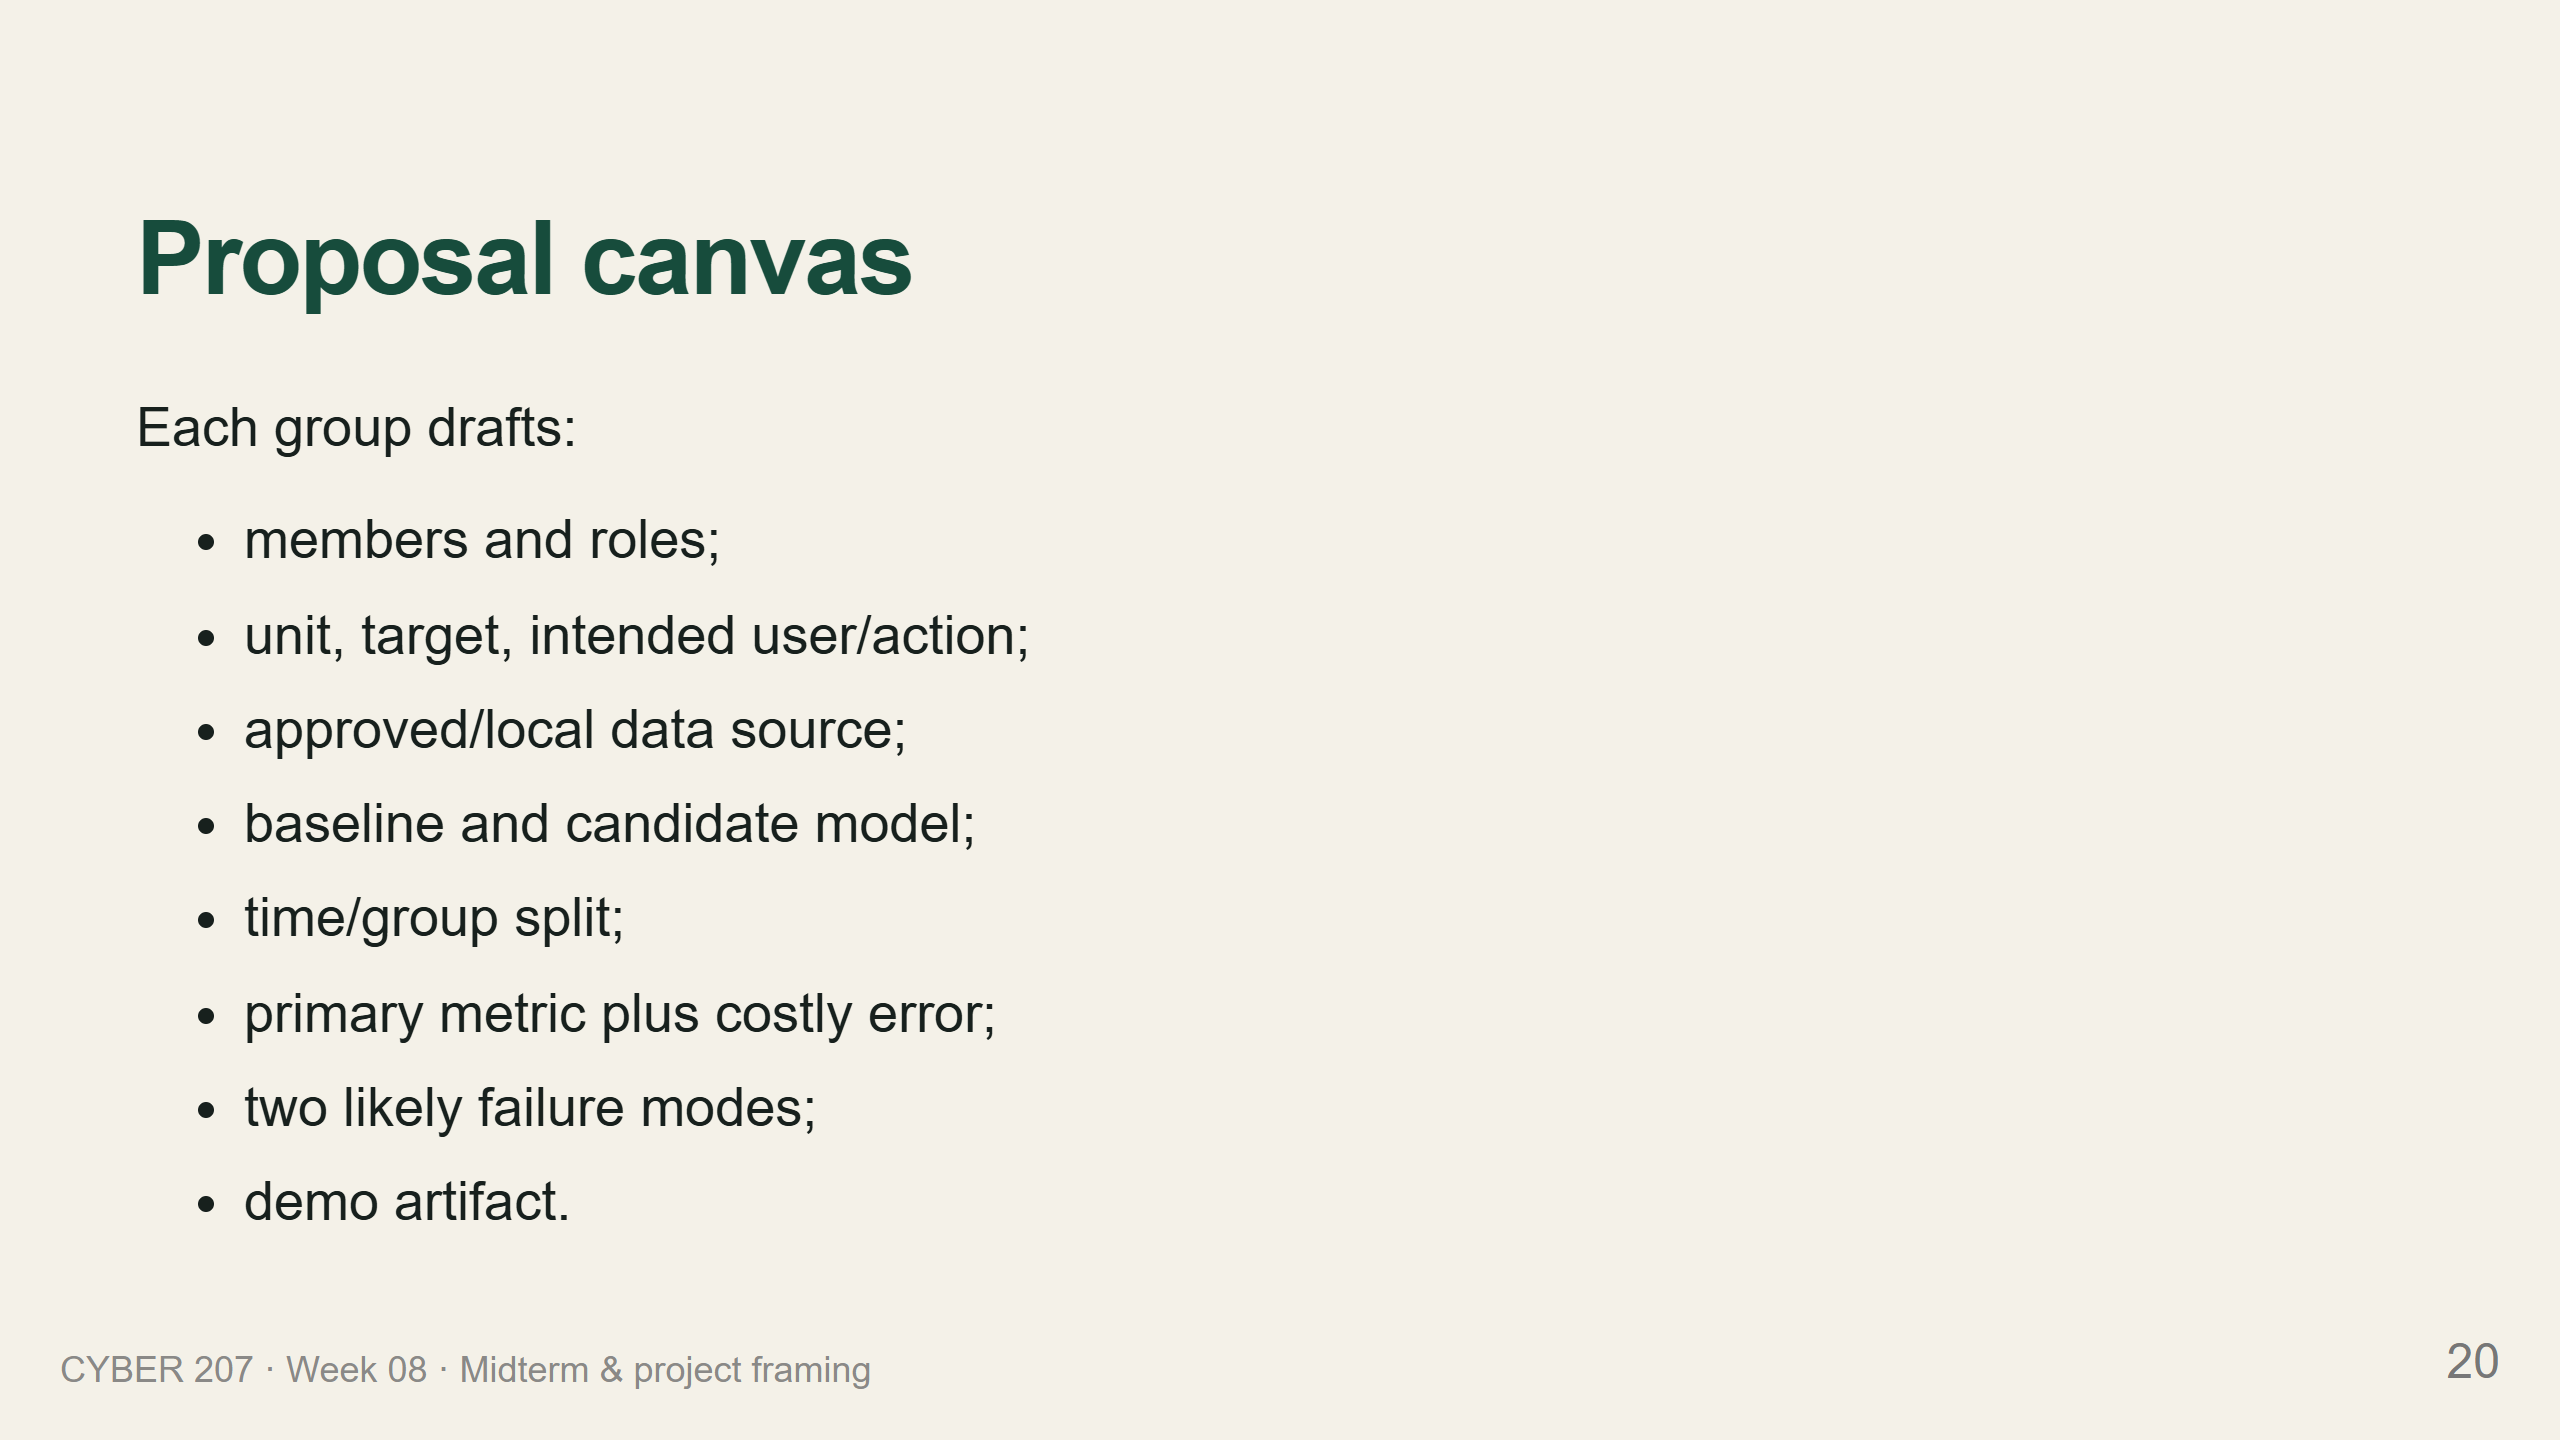 Proposal canvas
Each group drafts:
• members and roles;
• unit, target, intended user/action;
• approved/local data source;
• baseline and candidate model;
• time/group split;
• primary metric plus costly error;
• two likely failure modes;
• demo artifact.
CYBER 207 · Week 08 · Midterm & project framing
20